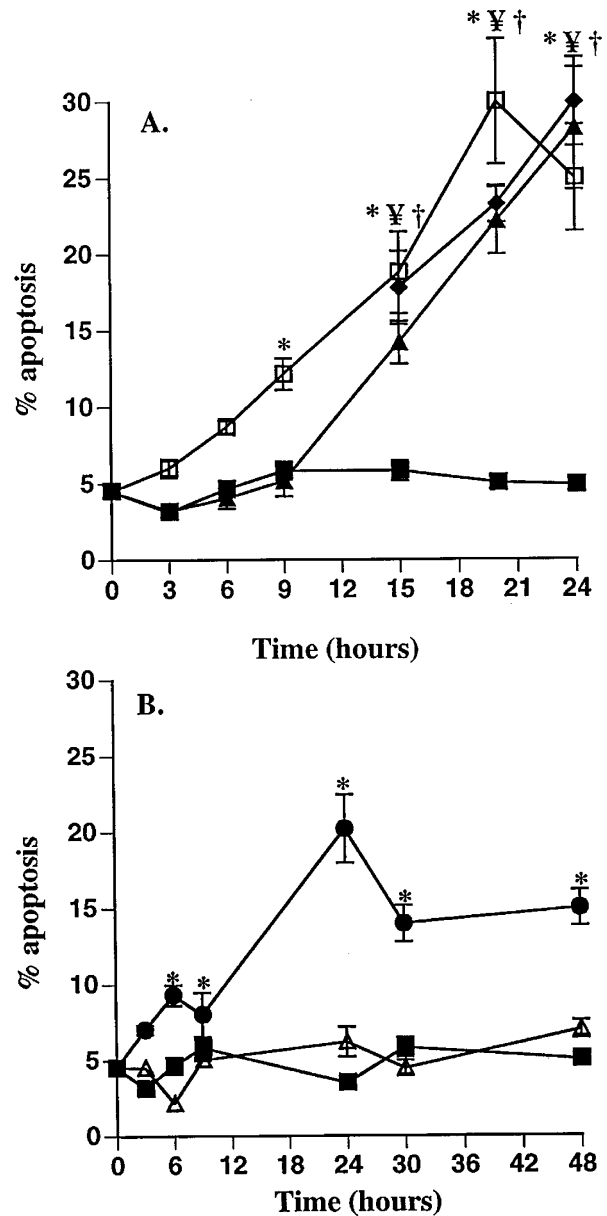 * ¥ †
* ¥ †
30
A.
25
* ¥ †
20
% apoptosis
15
*
10
5
0
0 3 6 9 12 15 18 21 24
Time (hours)
30
B.
25
*
20
% apoptosis
15
*
*
10
* *
5
0
0 6 12 18 24 30 36 42 48
Time (hours)